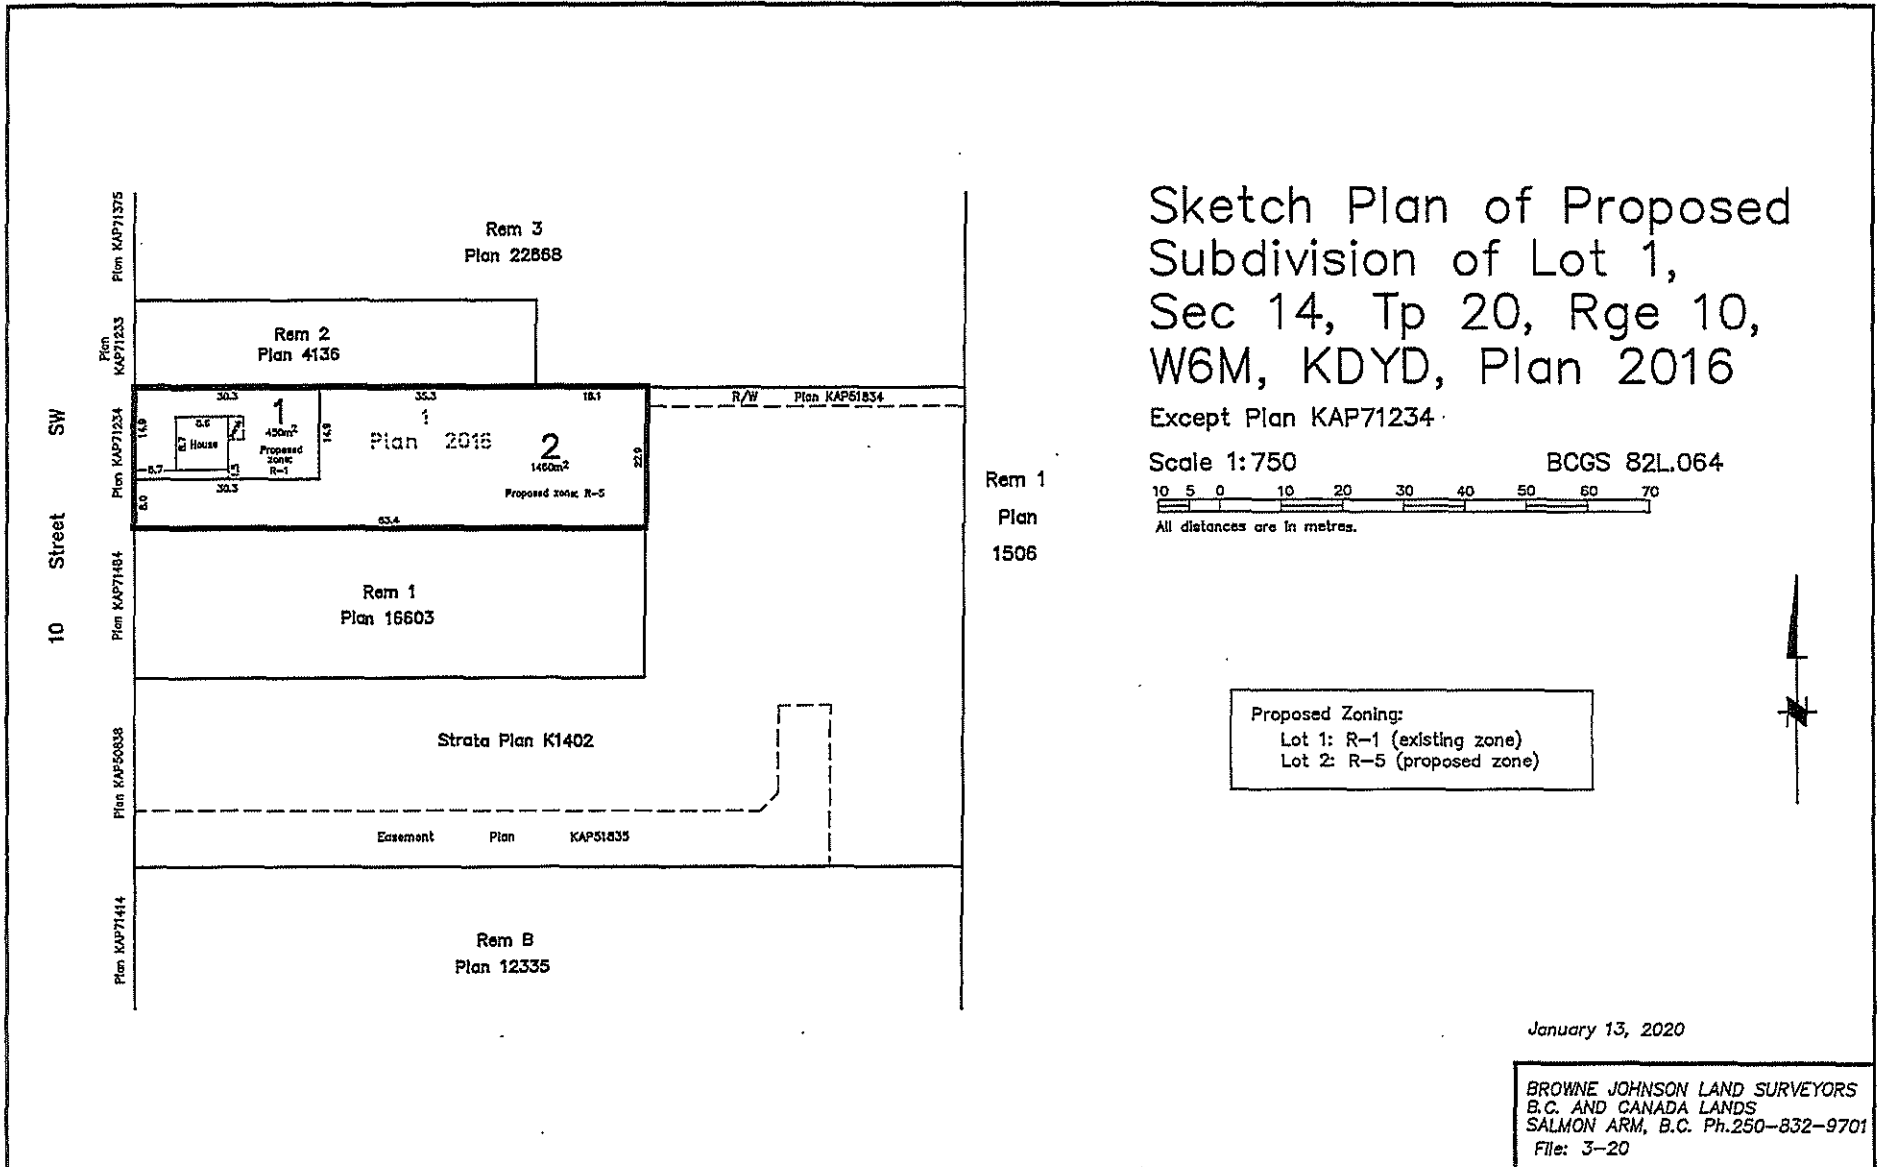 Sketch Plan of Proposed
Subdivision of Lot 1,
Sec 14, Tp 20, Rge 10,
W6M, KDYD, Plan 2016
Except Plan KAP71234
Scale 1:750
BCGS 82L.064
10 5 0 10 20 30 40 50 60 70
All distances are in metres.
Plan KAP71375
Rem 3
Plan 22868
Plan
KAP71233
Rem 2
Plan 4136
10 Street SW
Plan KAP71234
30.3
35.3
18.1
14.9
1
450m²
Proposed
zone:
R-1
House
8.7
14.9
30.3
8.0
1
Plan 2016
2
1460m²
Proposed zone: R-5
22.9
R/W Plan KAP51834
Rem 1
Plan
1506
Plan KAP71484
Rem 1
Plan 16603
Plan KAP50838
Strata Plan K1402
Easement Plan KAP51835
Plan KAP71414
Rem B
Plan 12335
Proposed Zoning:
Lot 1: R-1 (existing zone)
Lot 2: R-5 (proposed zone)
January 13, 2020
BROWNE JOHNSON LAND SURVEYORS
B.C. AND CANADA LANDS
SALMON ARM, B.C. Ph.250-832-9701
File: 3-20